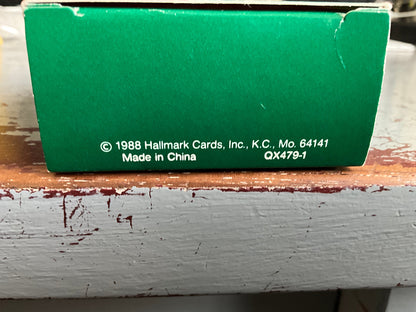 © 1988 Hallmark Cards, Inc., K.C., Mo. 64141
Made in China QX479-1